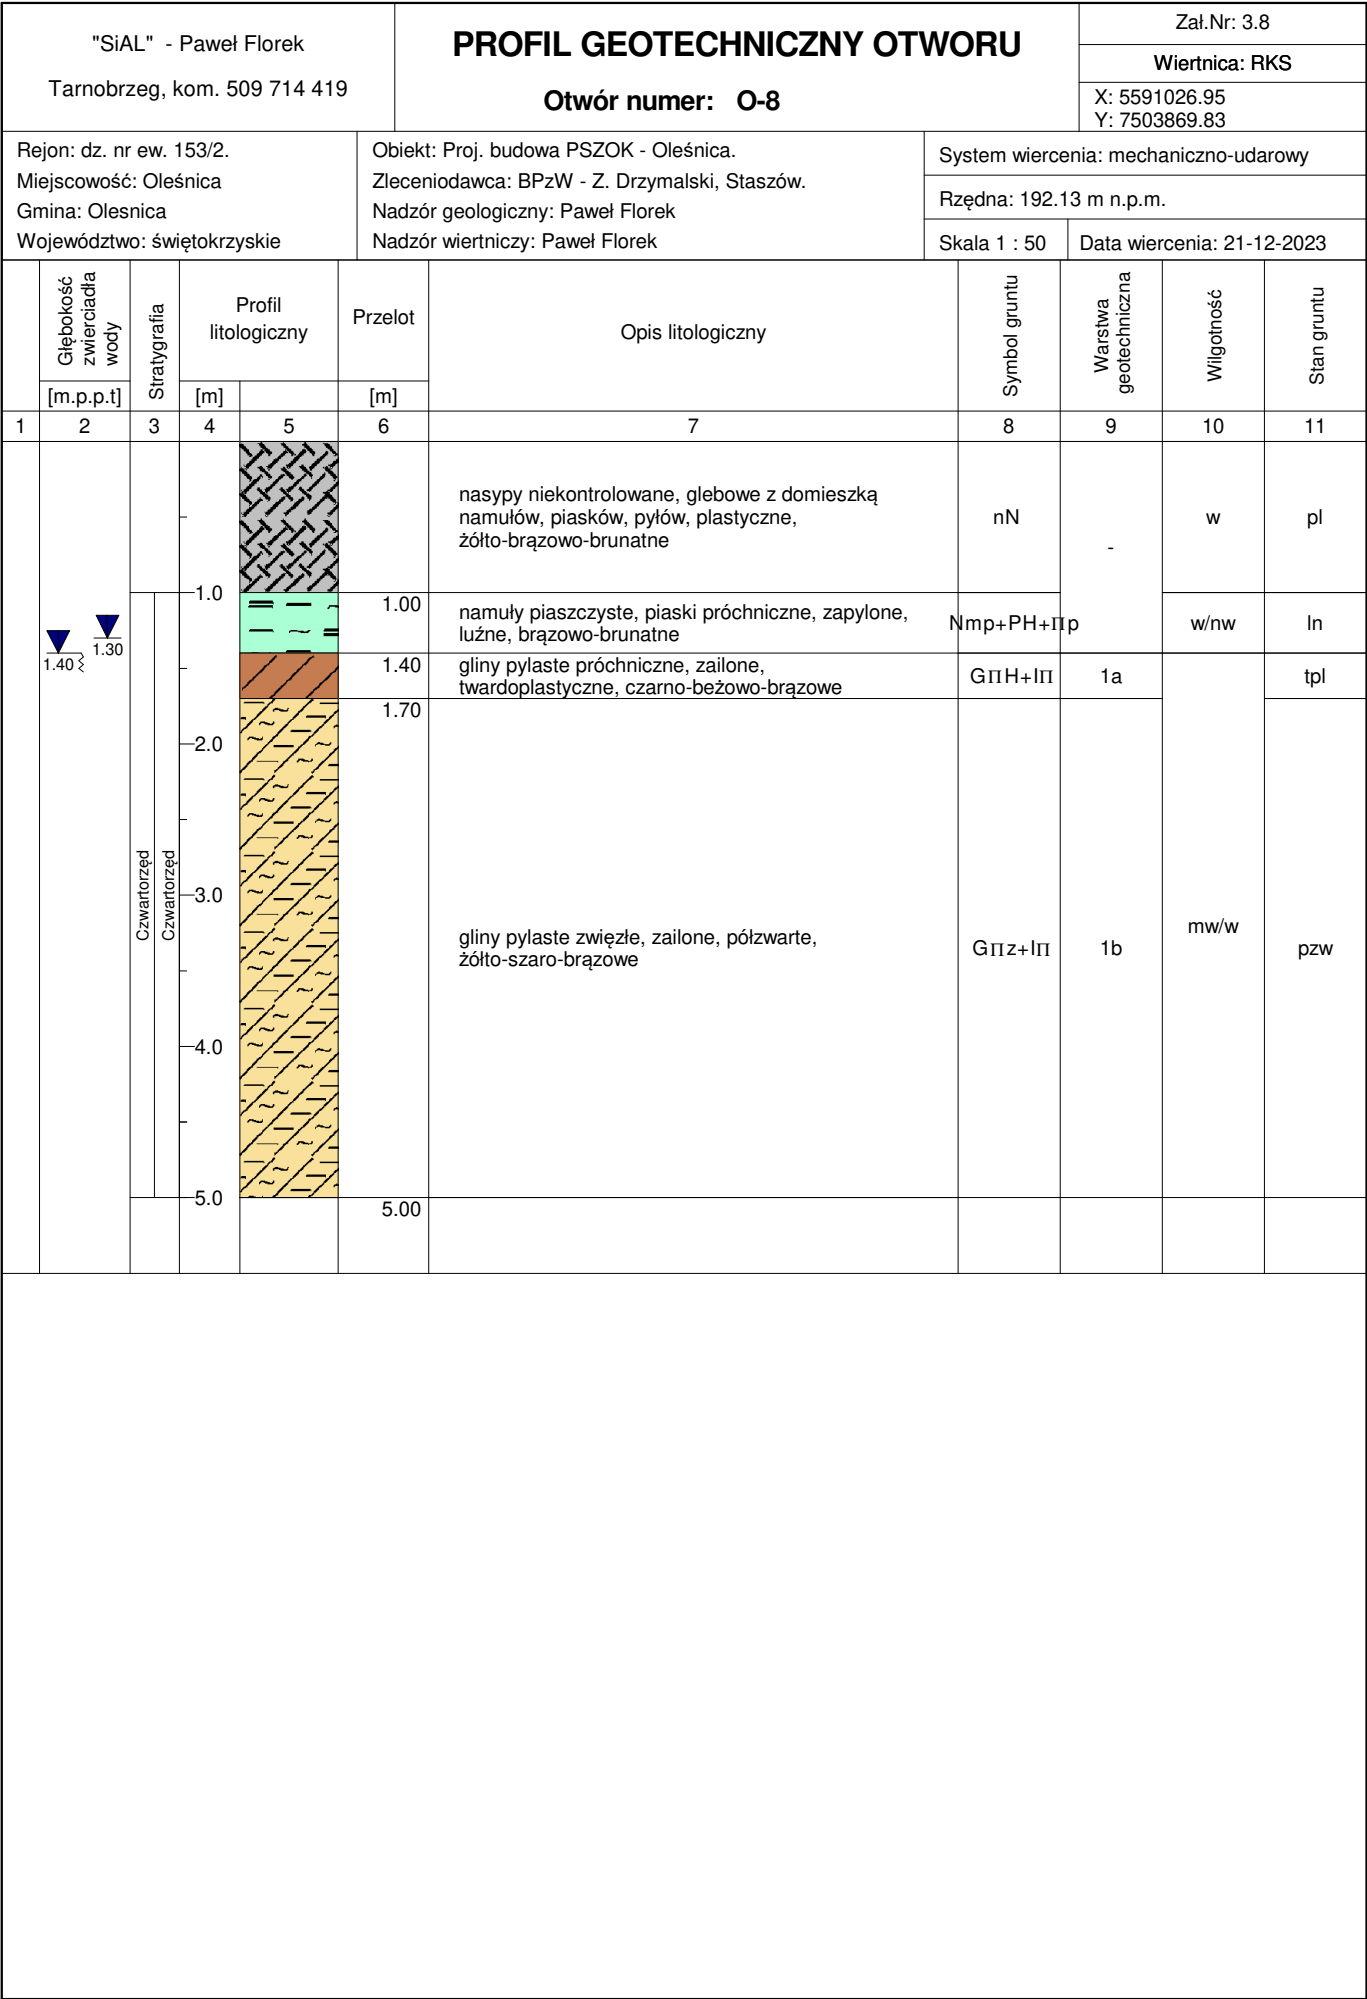 "SiAL" - Paweł Florek
Tarnobrzeg, kom. 509 714 419
PROFIL GEOTECHNICZNY OTWORU
Otwór numer: O-8
Zał.Nr: 3.8
Wiertnica: RKS
X: 5591026.95
Y: 7503869.83
Rejon: dz. nr ew. 153/2.
Miejscowość: Oleśnica
Gmina: Olesnica
Województwo: świętokrzyskie
Obiekt: Proj. budowa PSZOK - Oleśnica.
Zleceniodawca: BPzW - Z. Drzymalski, Staszów.
Nadzór geologiczny: Paweł Florek
Nadzór wiertniczy: Paweł Florek
System wiercenia: mechaniczno-udarowy
Rzędna: 192.13 m n.p.m.
Skala 1 : 50
Data wiercenia: 21-12-2023
Głębokość
zwierciadła
wody
[m.p.p.t]
Stratygrafia
Profil
litologiczny
[m]
Przelot
[m]
Opis litologiczny
Symbol gruntu
Warstwa
geotechniczna
Wilgotność
Stan gruntu
1 2 3 4 5 6 7 8 9 10 11
nasypy niekontrolowane, glebowe z domieszką
namułów, piasków, pyłów, plastyczne,
żółto-brązowo-brunatne
nN
-
w
pl
1.0
1.00
namuły piaszczyste, piaski próchniczne, zapylone,
luźne, brązowo-brunatne
Nmp+PH+Πp
w/nw
ln
1.30
1.40
1.40
gliny pylaste próchniczne, zailone,
twardoplastyczne, czarno-beżowo-brązowe
GΠH+IΠ
1a
tpl
1.70
2.0
3.0
4.0
5.0
Czwartorzęd
Czwartorzęd
gliny pylaste zwięzłe, zailone, półzwarte,
żółto-szaro-brązowe
GΠz+IΠ
1b
mw/w
pzw
5.00